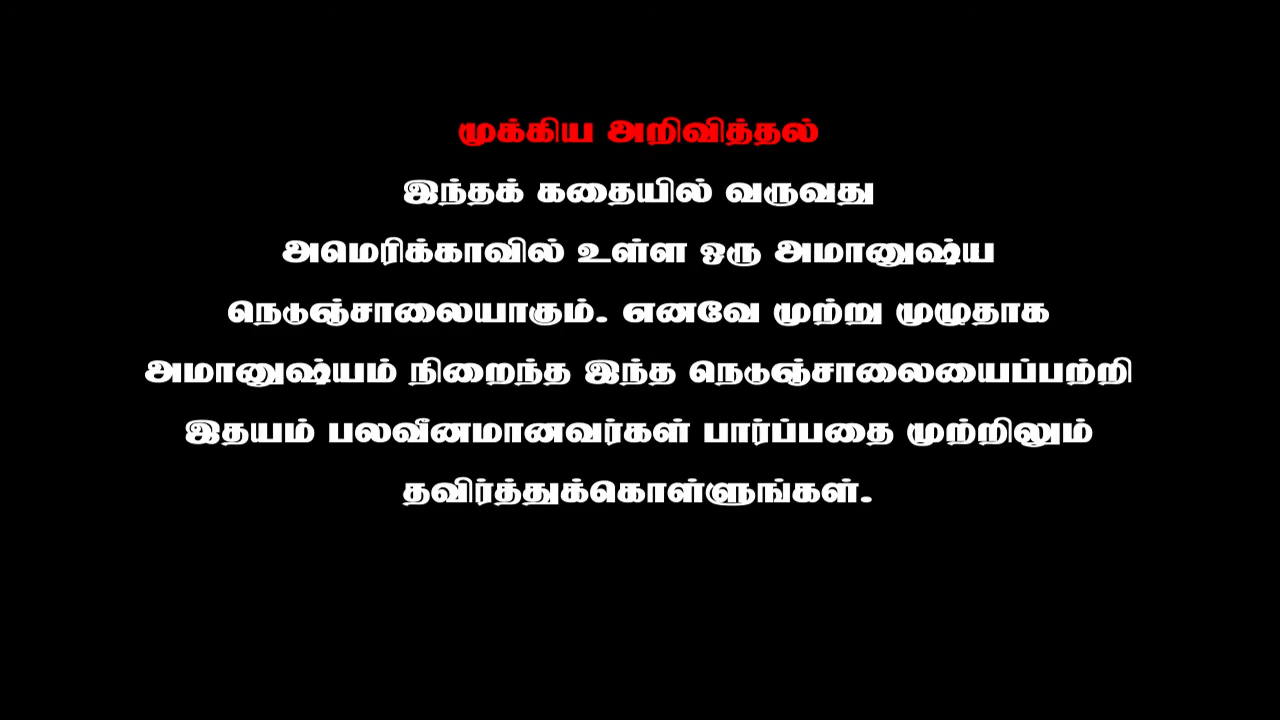 முக்கிய அறிவித்தல்
இந்தக் கதையில் வருவது
அமெரிக்காவில் உள்ள ஒரு அமானுஷ்ய
நெடுஞ்சாலையாகும். எனவே முற்று முழுதாக
அமானுஷ்யம் நிறைந்த இந்த நெடுஞ்சாலையைப்பற்றி
இதயம் பலவீனமானவர்கள் பார்ப்பதை முற்றிலும்
தவிர்த்துக்கொள்ளுங்கள்.